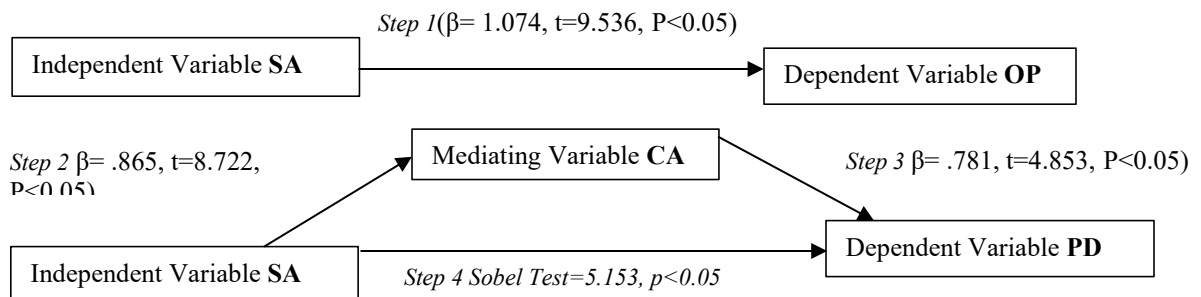 Step 1(β= 1.074, t=9.536, P<0.05)
Independent Variable SA
Dependent Variable OP
Mediating Variable CA
Step 2 β= .865, t=8.722,
P<0.05)
Step 3 β= .781, t=4.853, P<0.05)
Independent Variable SA
Dependent Variable PD
Step 4 Sobel Test=5.153, p<0.05